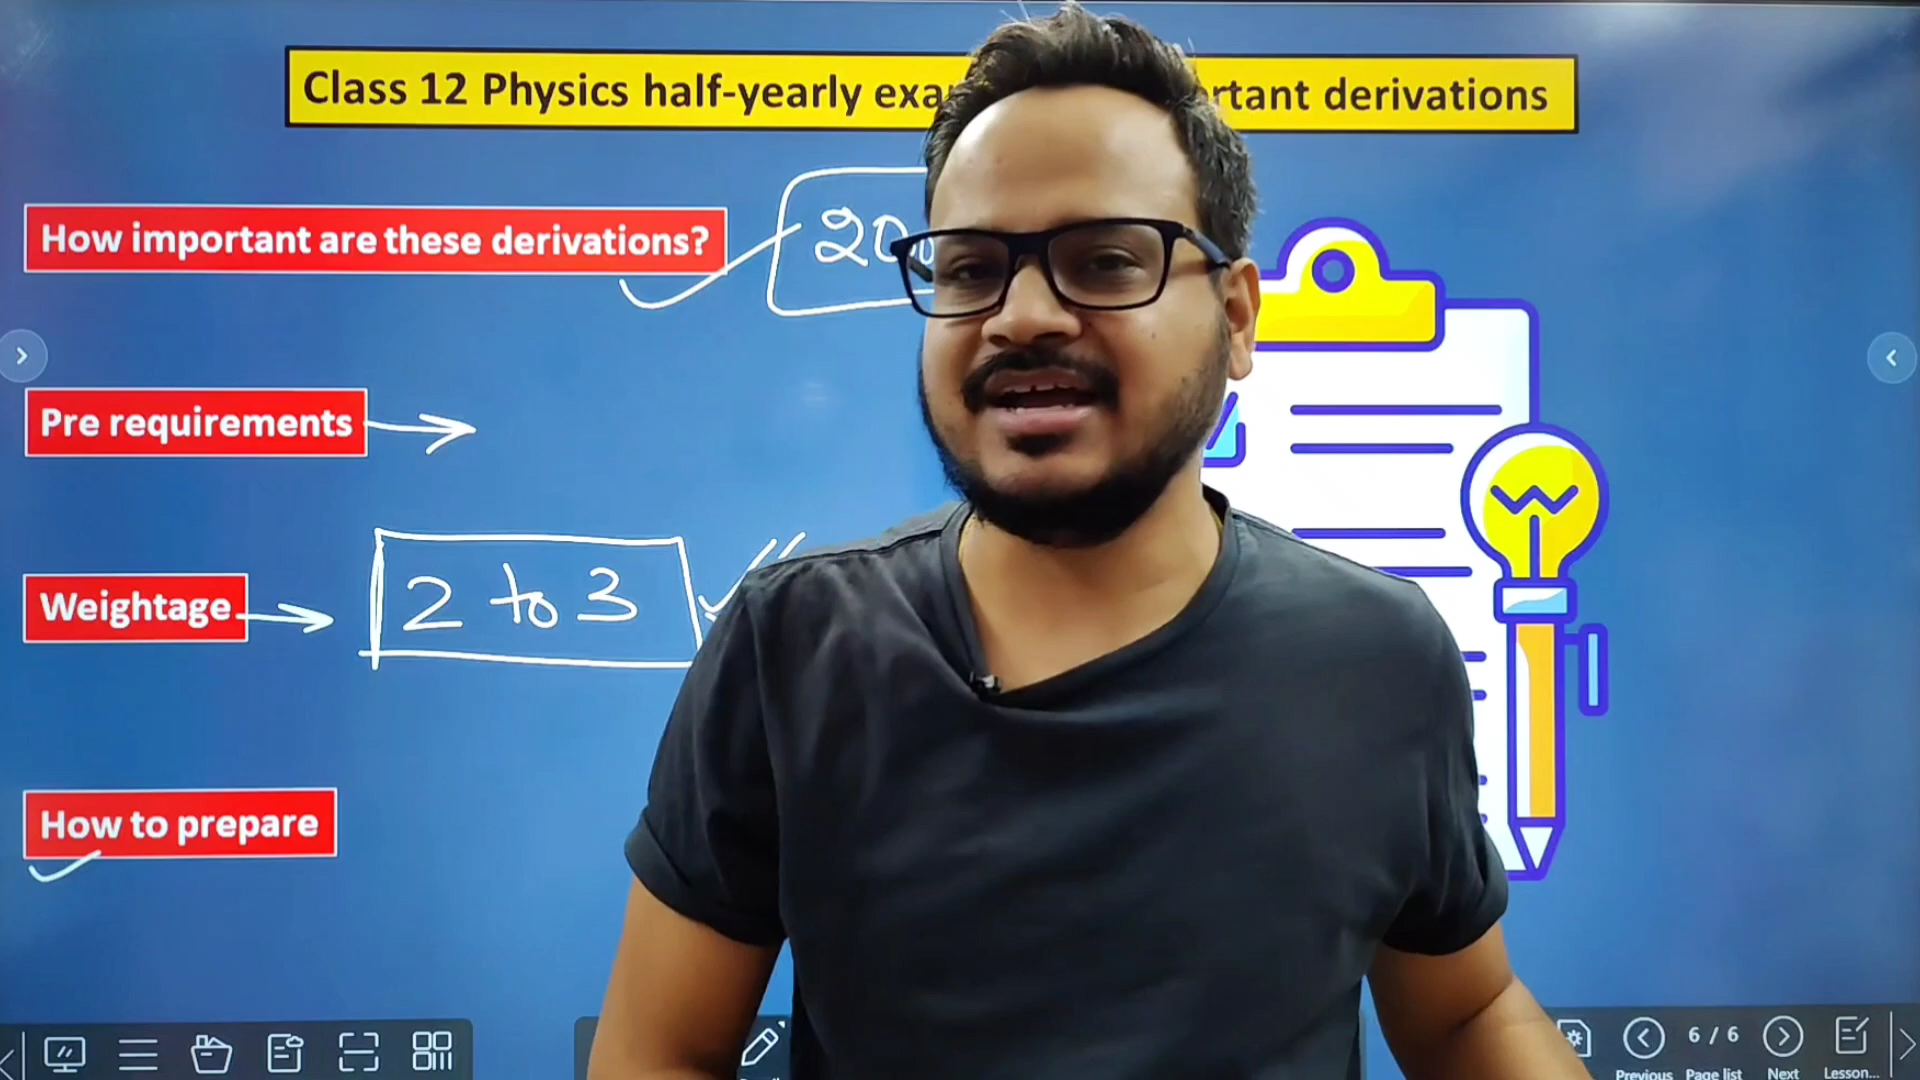 Class 12 Physics half-yearly exa rtant derivations
How important are these derivations?
20
Pre requirements
Weightage
2 to 3
How to prepare
6 / 6
Previous Page list Next Lesson...